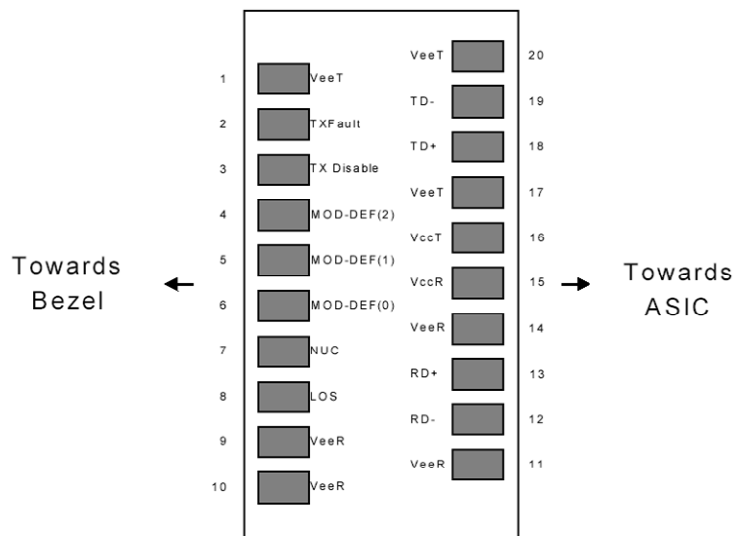 Towards
Bezel
1 VeeT
2 TXFault
3 TX Disable
4 MOD-DEF(2)
5 MOD-DEF(1)
6 MOD-DEF(0)
7 NUC
8 LOS
9 VeeR
10 VeeR
VeeT 20
TD- 19
TD+ 18
VeeT 17
VccT 16
VccR 15
VeeR 14
RD+ 13
RD- 12
VeeR 11
Towards
ASIC